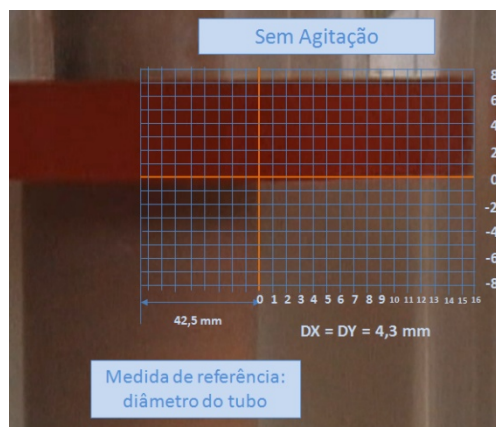 Sem Agitação
8
6
4
2
0
-2
-4
-6
-8
0 1 2 3 4 5 6 7 8 9 10 11 12 13 14 15 16
42,5 mm
DX = DY = 4,3 mm
Medida de referência:
diâmetro do tubo